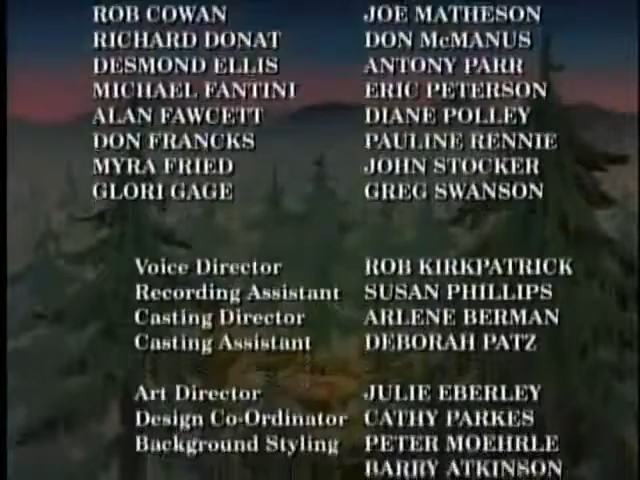 ROB COWAN JOE MATHESON
RICHARD DONAT DON McMANUS
DESMOND ELLIS ANTONY PARR
MICHAEL FANTINI ERIC PETERSON
ALAN FAWCETT DIANE POLLEY
DON FRANCKS PAULINE RENNIE
MYRA FRIED JOHN STOCKER
GLORI GAGE GREG SWANSON
Voice Director ROB KIRKPATRICK
Recording Assistant SUSAN PHILLIPS
Casting Director ARLENE BERMAN
Casting Assistant DEBORAH PATZ
Art Director JULIE EBERLEY
Design Co-Ordinator CATHY PARKES
Background Styling PETER MOEHRLE
BARRY ATKINSON